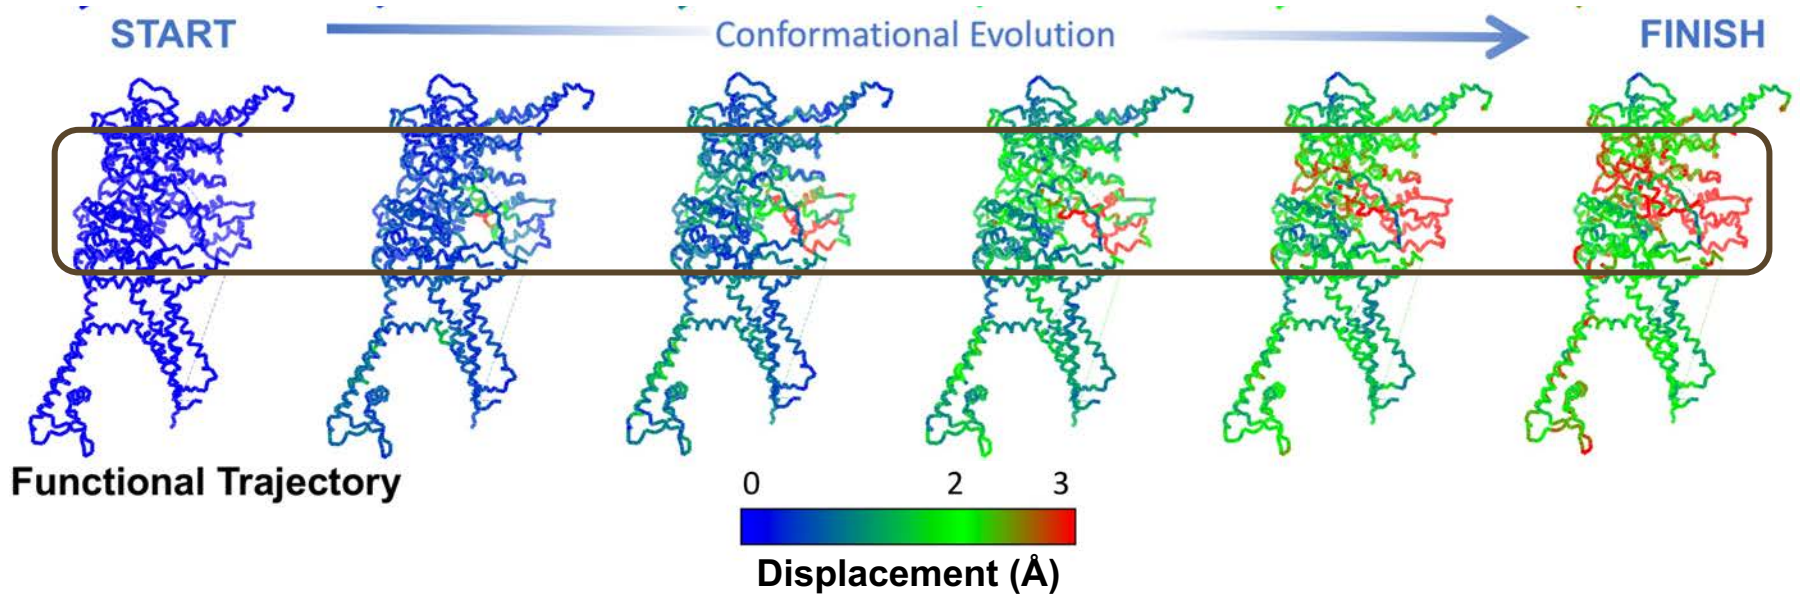 START Conformational Evolution FINISH
Functional Trajectory
0 2 3
Displacement (Å)